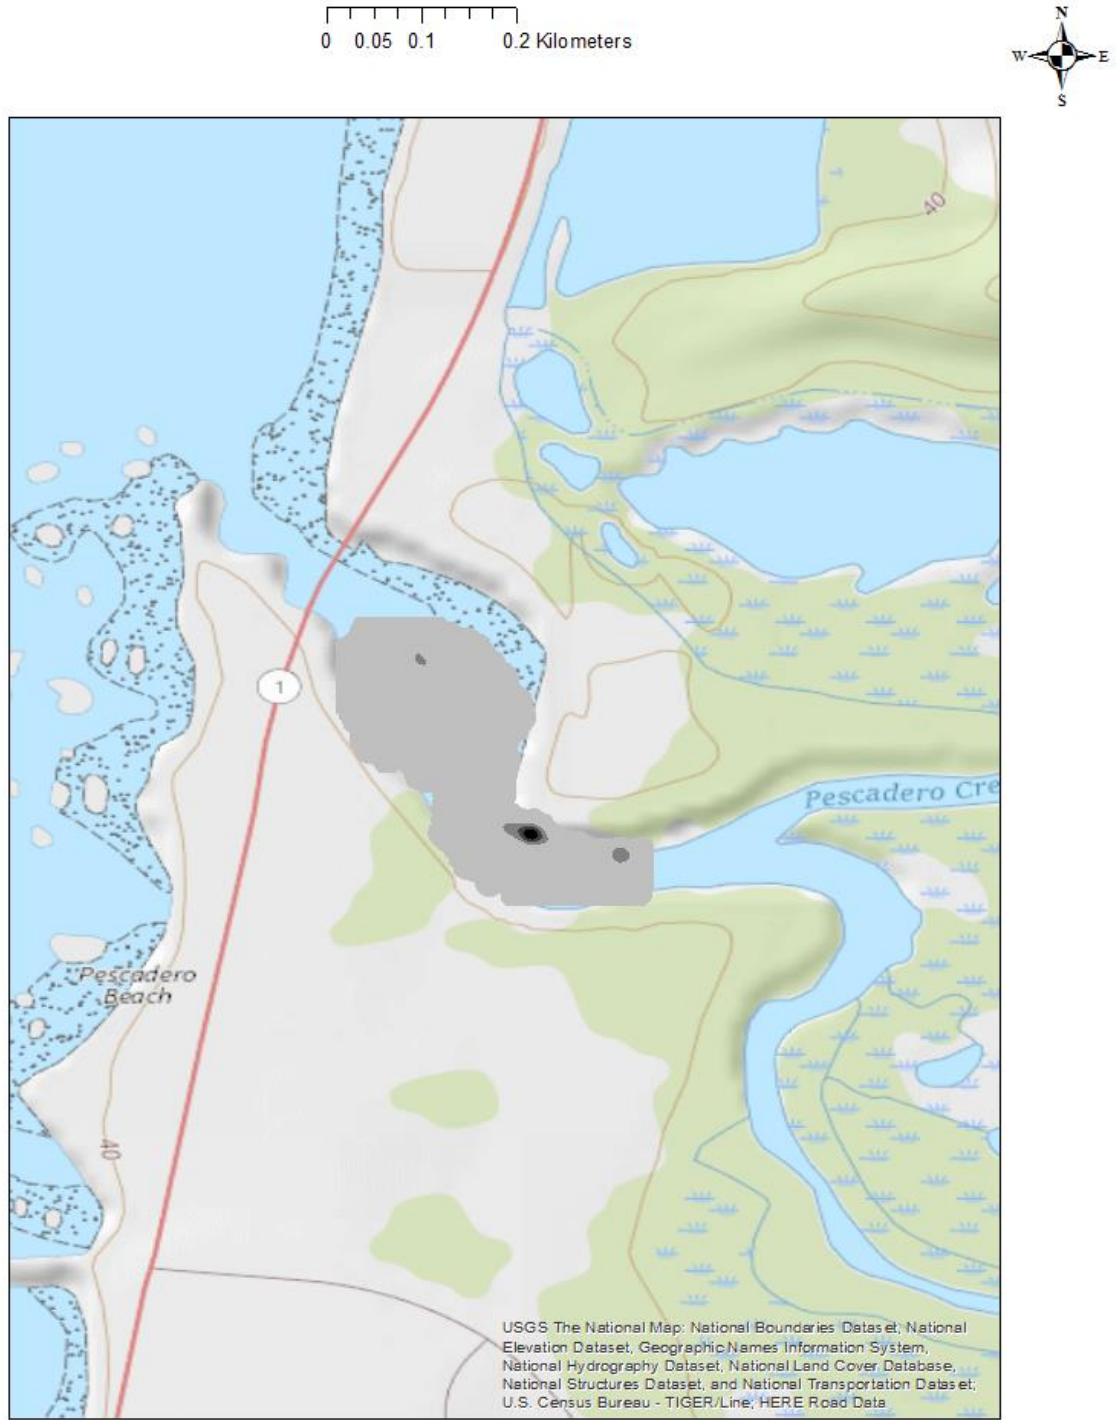 0 0.05 0.1 0.2 Kilometers
N
W E
S
40
1
Pescadero Cre
Pescadero
Beach
40
USGS The National Map: National Boundaries Dataset, National
Elevation Dataset, Geographic Names Information System,
National Hydrography Dataset, National Land Cover Database,
National Structures Dataset, and National Transportation Dataset;
U.S. Census Bureau - TIGER/Line; HERE Road Data